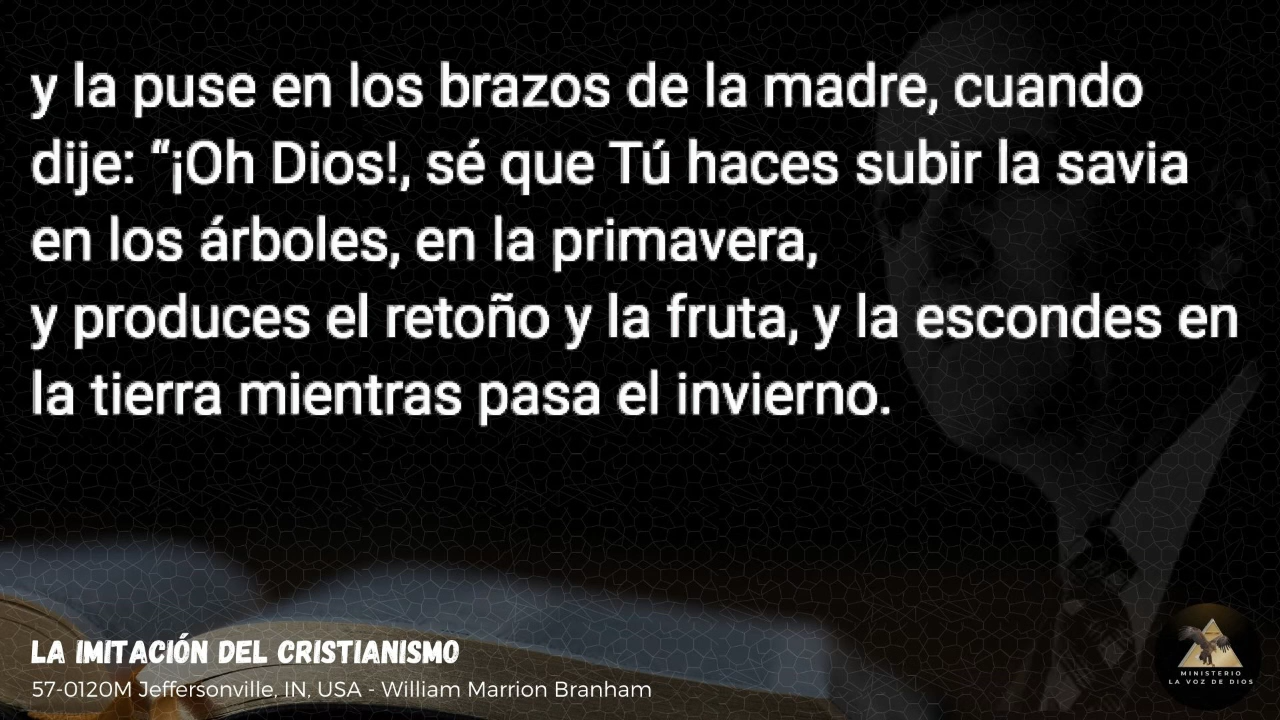 y la puse en los brazos de la madre, cuando
dije: “¡Oh Dios!, sé que Tú haces subir la savia
en los árboles, en la primavera,
y produces el retoño y la fruta, y la escondes en
la tierra mientras pasa el invierno.
LA IMITACIÓN DEL CRISTIANISMO
57-0120M Jeffersonville, IN, USA - William Marrion Branham
MINISTERIO
LA VOZ DE DIOS